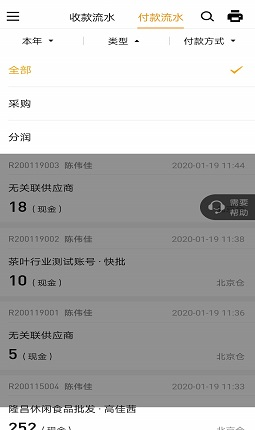 收款流水 付款流水
本年 类型 付款方式
全部
采购
分润
R200119003 陈伟佳 2020-01-19 11:44
无关联供应商
18（现金）
需要
帮助
R200119002 陈伟佳 2020-01-19 11:38
茶叶行业测试账号·快批
10（现金） 北京仓
R200119001 陈伟佳 2020-01-19 11:36
无关联供应商
5（现金） 北京仓
R200115004 陈伟佳 2020-01-19 11:33
隆昌休闲食品批发·高佳茜
252（现金） 北京仓